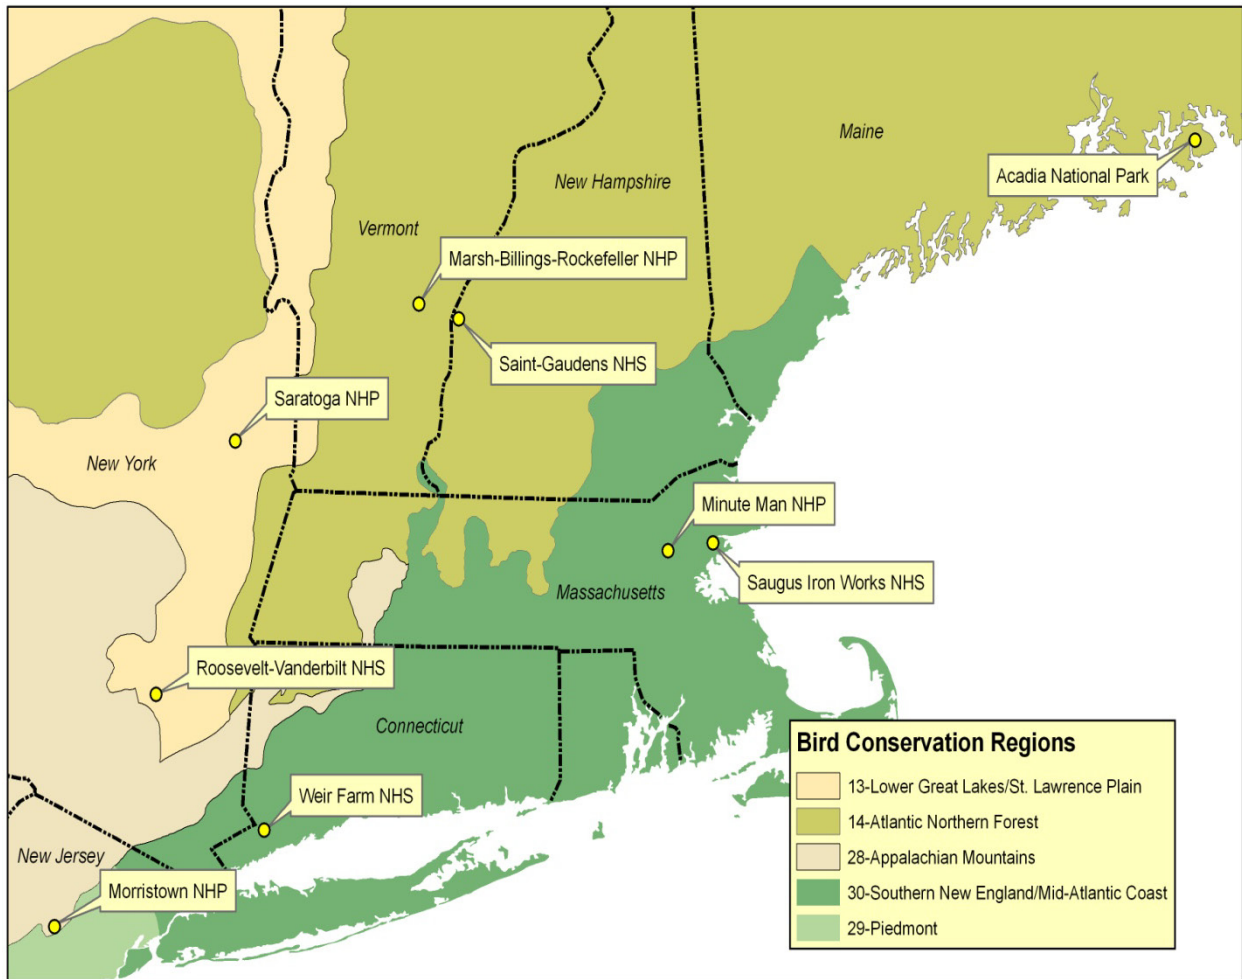 Maine
Acadia National Park
New Hampshire
Vermont
Marsh-Billings-Rockefeller NHP
Saint-Gaudens NHS
Saratoga NHP
New York
Minute Man NHP
Saugus Iron Works NHS
Massachusetts
Roosevelt-Vanderbilt NHS
Connecticut
Weir Farm NHS
New Jersey
Morristown NHP
Bird Conservation Regions
13-Lower Great Lakes/St. Lawrence Plain
14-Atlantic Northern Forest
28-Appalachian Mountains
30-Southern New England/Mid-Atlantic Coast
29-Piedmont